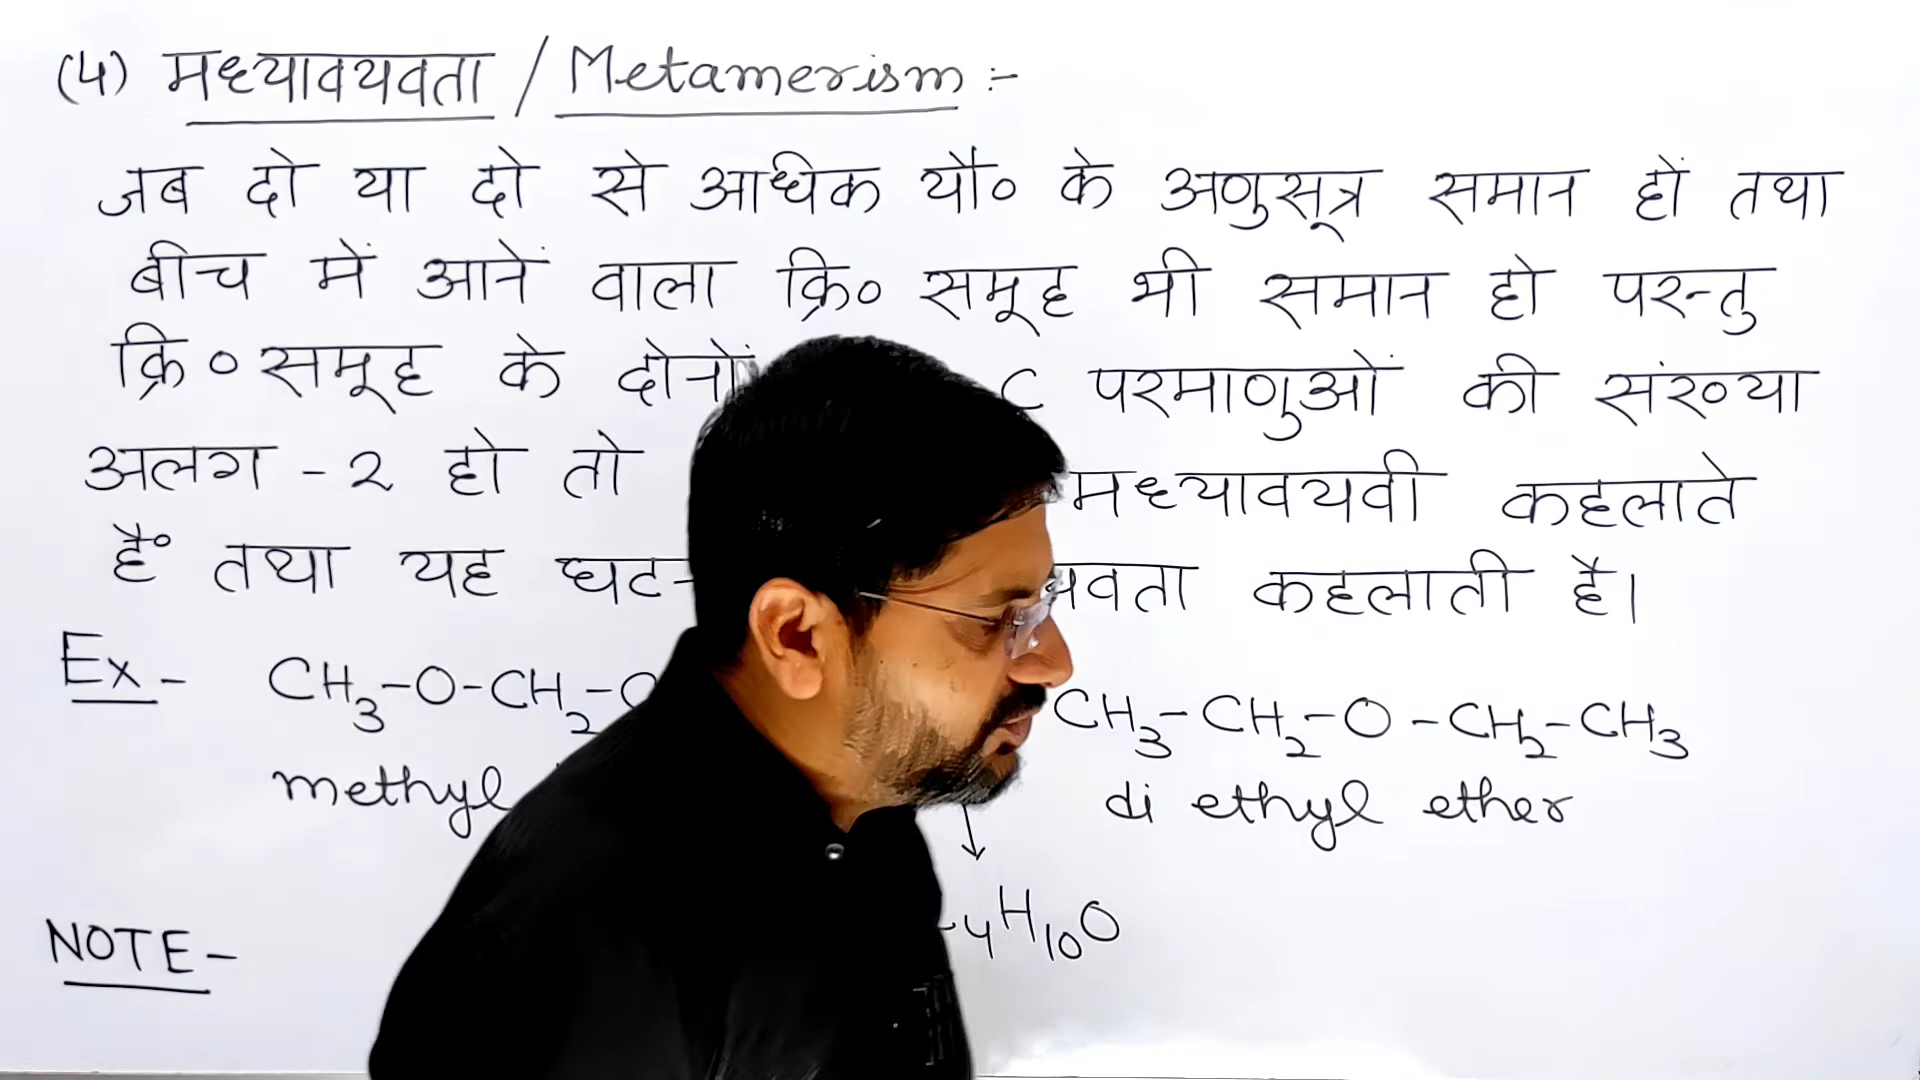 (4) मध्यावयवता / Metamerism :-
जब दो या दो से अधिक यौ० के अणुसूत्र समान हों तथा
बीच में आनें वाला क्रि० समूह भी समान हो परन्तु
क्रि० समूह के दोनों C परमाणुओं की संख्या
अलग - 2 हो तो मध्यावयवी कहलाते
हैं तथा यह कहलाती है।
Ex - CH3-O-CH2- CH3-CH2-O-CH2-CH3
methyl di ethyl ether
↓
4H10O
NOTE-